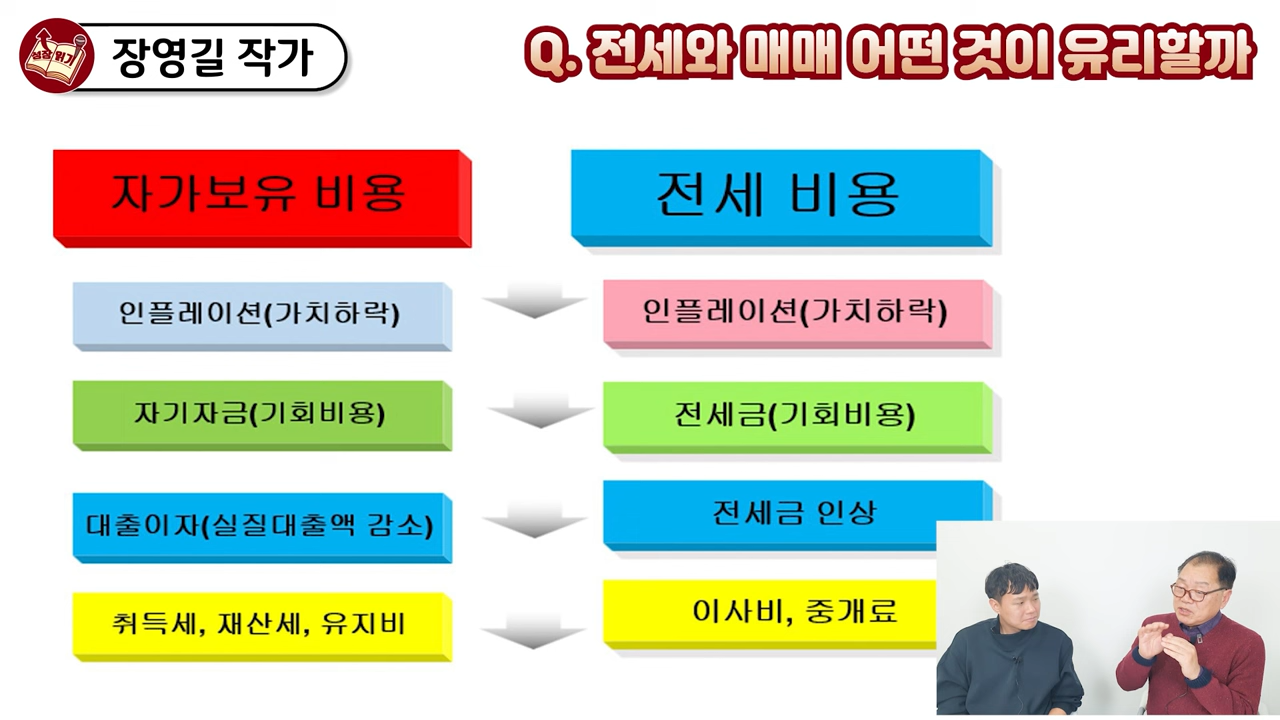 성장 읽기
장영길 작가
Q. 전세와 매매 어떤 것이 유리할까
자가보유 비용
전세 비용
인플레이션(가치하락)
인플레이션(가치하락)
자기자금(기회비용)
전세금(기회비용)
대출이자(실질대출액 감소)
전세금 인상
취득세, 재산세, 유지비
이사비, 중개료